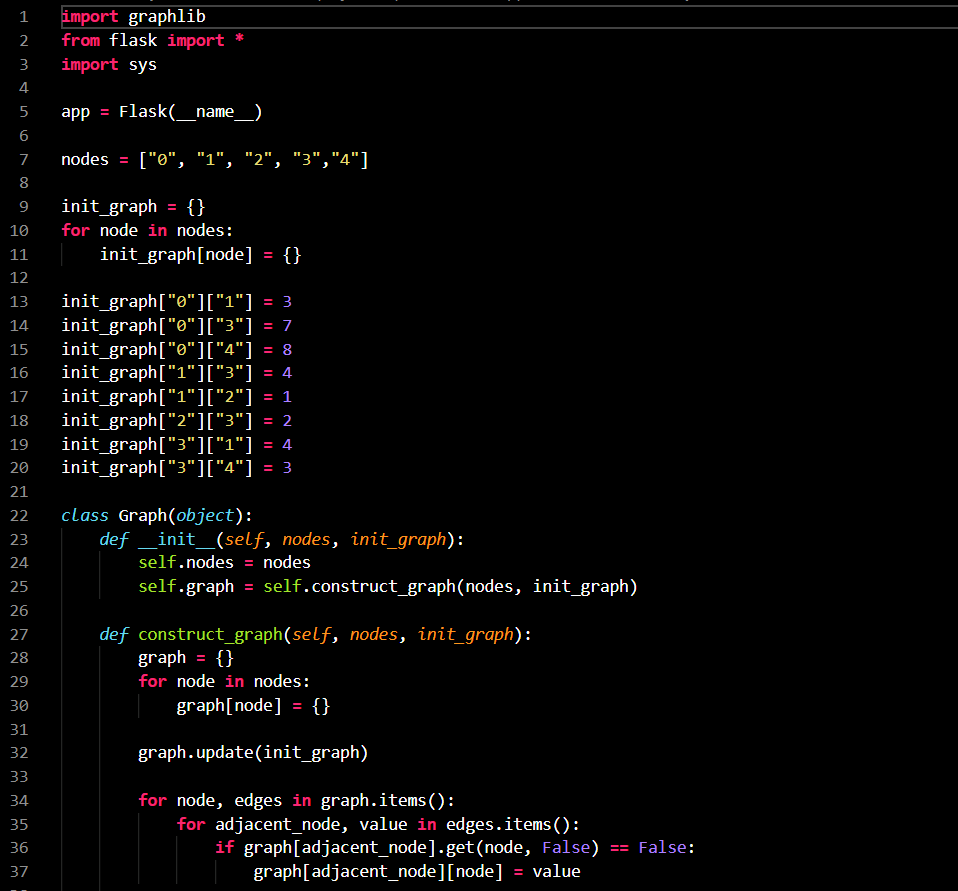 1 import graphlib
2 from flask import *
3 import sys
4
5 app = Flask(__name__)
6
7 nodes = ["0", "1", "2", "3","4"]
8
9 init_graph = {}
10 for node in nodes:
11     init_graph[node] = {}
12
13 init_graph["0"]["1"] = 3
14 init_graph["0"]["3"] = 7
15 init_graph["0"]["4"] = 8
16 init_graph["1"]["3"] = 4
17 init_graph["1"]["2"] = 1
18 init_graph["2"]["3"] = 2
19 init_graph["3"]["1"] = 4
20 init_graph["3"]["4"] = 3
21
22 class Graph(object):
23     def __init__(self, nodes, init_graph):
24         self.nodes = nodes
25         self.graph = self.construct_graph(nodes, init_graph)
26
27     def construct_graph(self, nodes, init_graph):
28         graph = {}
29         for node in nodes:
30             graph[node] = {}
31
32         graph.update(init_graph)
33
34         for node, edges in graph.items():
35             for adjacent_node, value in edges.items():
36                 if graph[adjacent_node].get(node, False) == False:
37                     graph[adjacent_node][node] = value